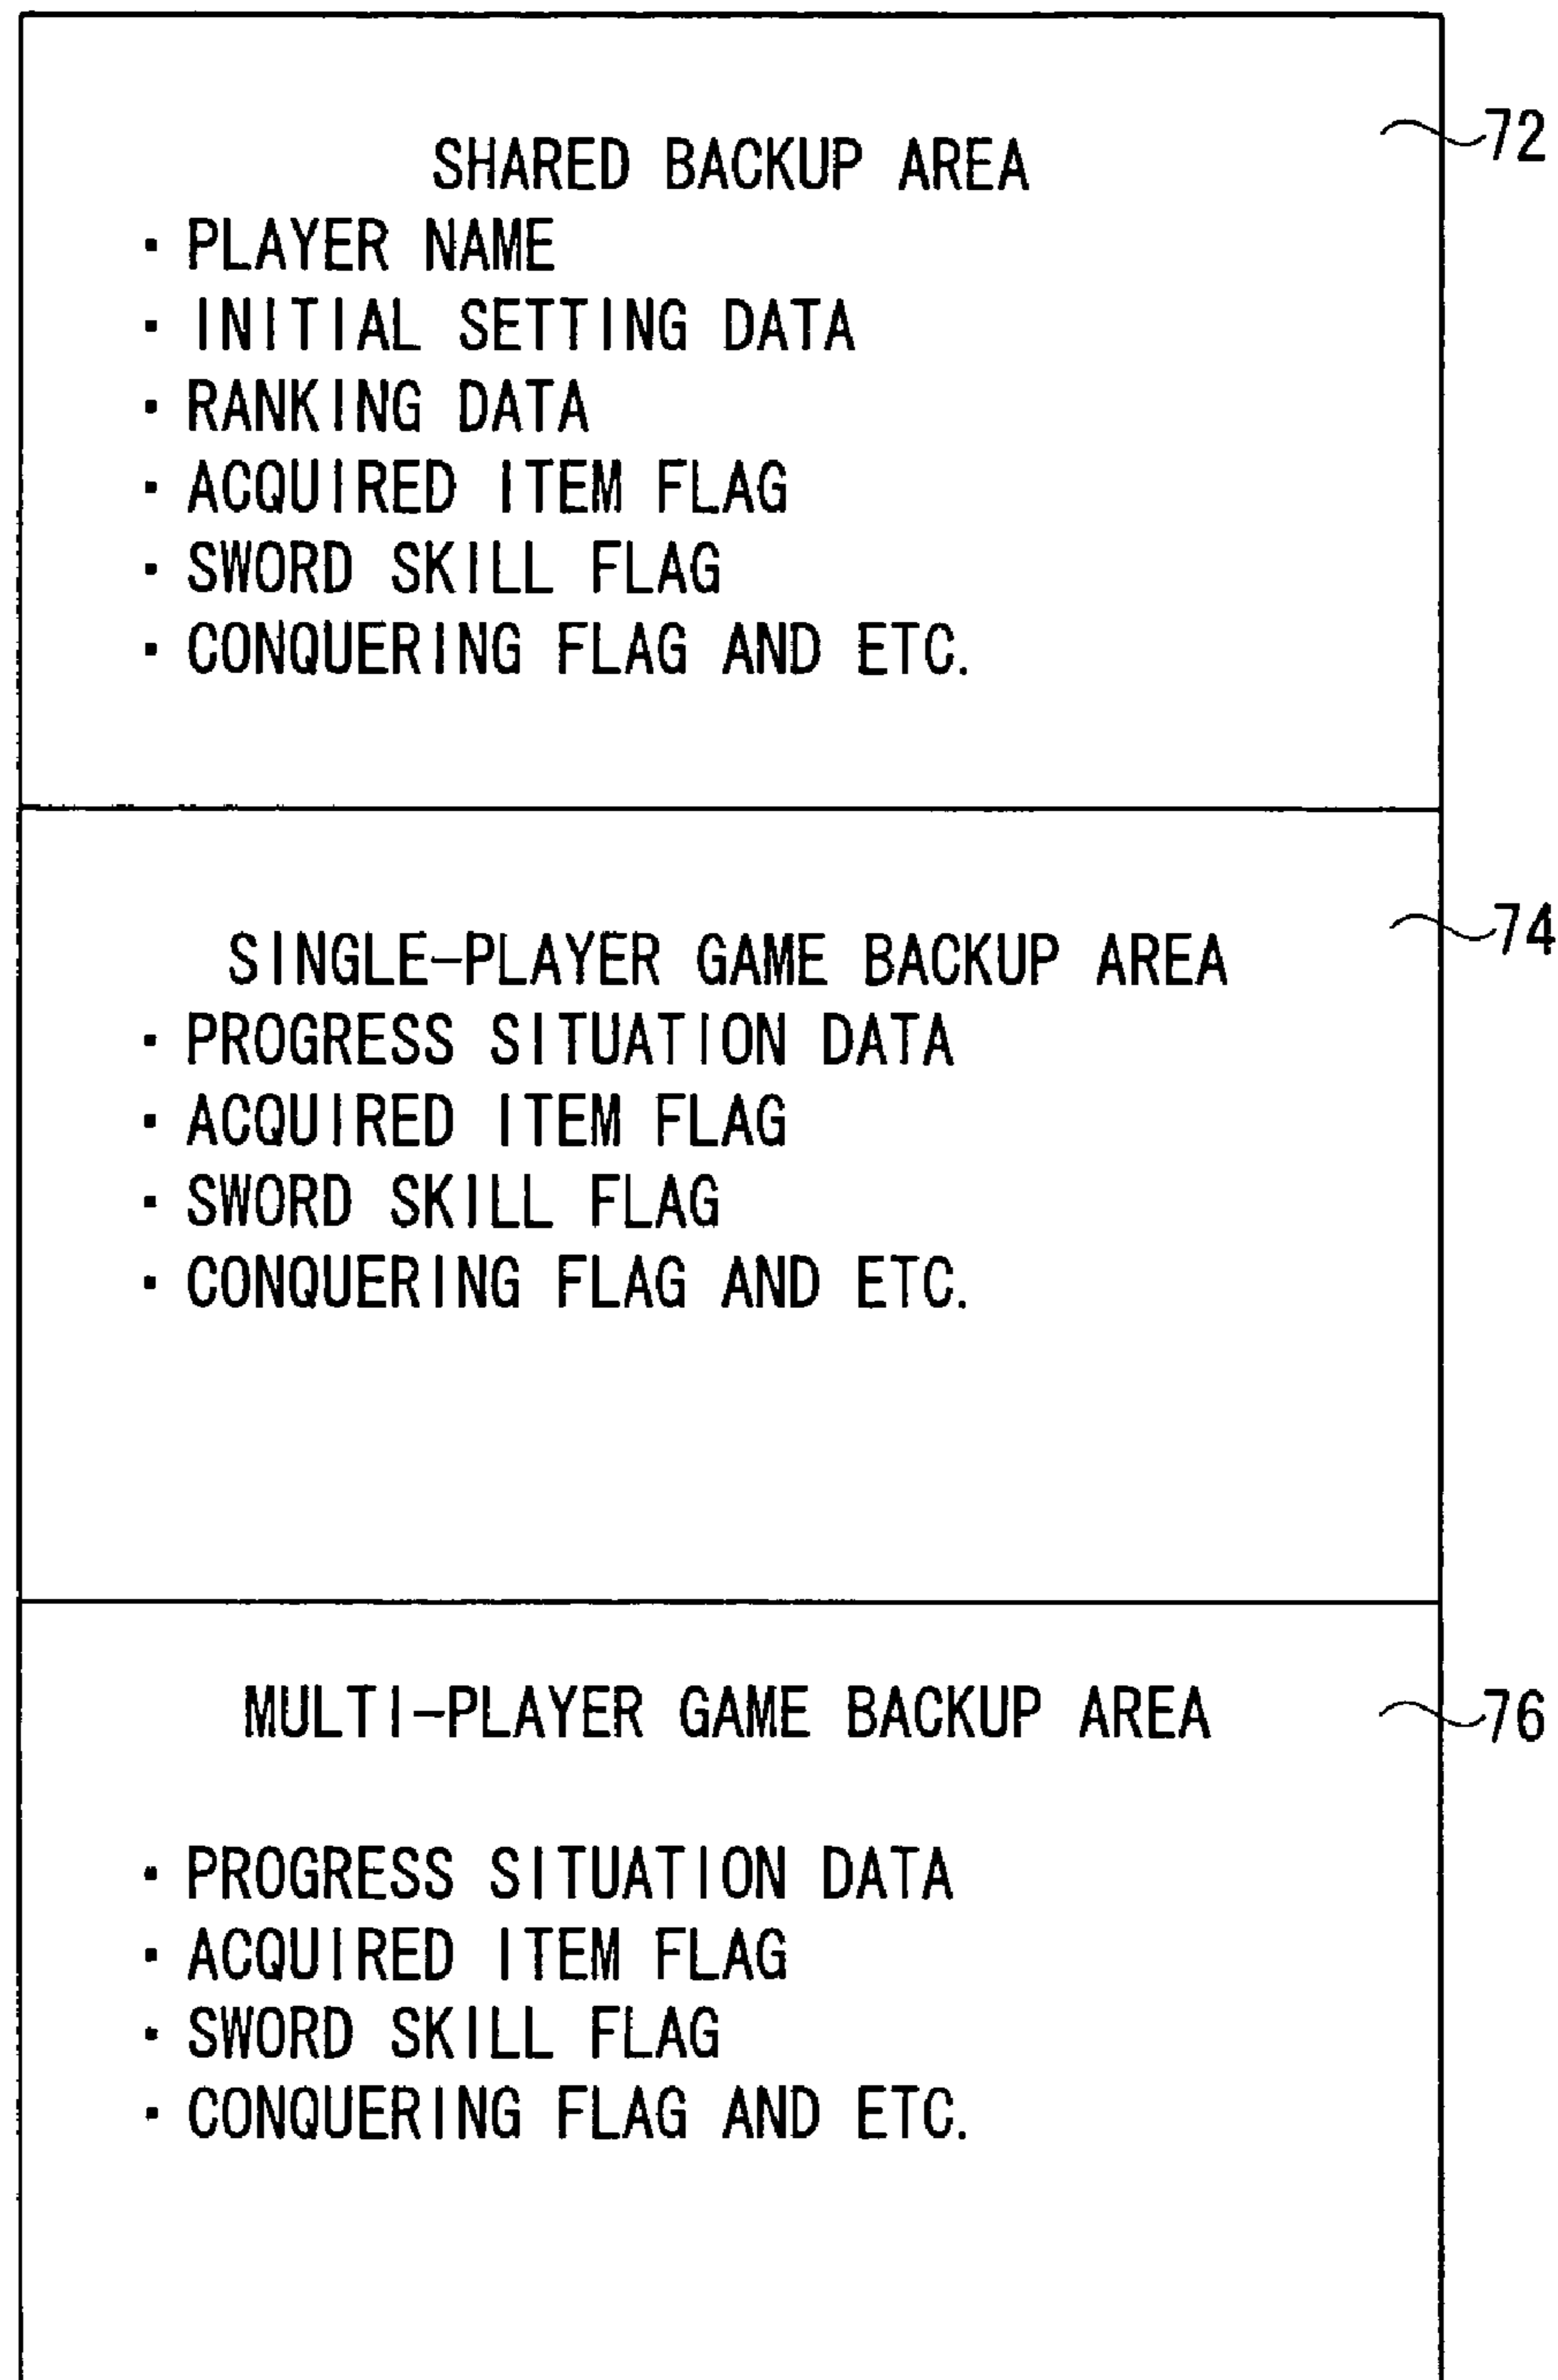 SHARED BACKUP AREA
72
· PLAYER NAME
· INITIAL SETTING DATA
· RANKING DATA
· ACQUIRED ITEM FLAG
· SWORD SKILL FLAG
· CONQUERING FLAG AND ETC.
SINGLE-PLAYER GAME BACKUP AREA
74
· PROGRESS SITUATION DATA
· ACQUIRED ITEM FLAG
· SWORD SKILL FLAG
· CONQUERING FLAG AND ETC.
MULTI-PLAYER GAME BACKUP AREA
76
· PROGRESS SITUATION DATA
· ACQUIRED ITEM FLAG
· SWORD SKILL FLAG
· CONQUERING FLAG AND ETC.